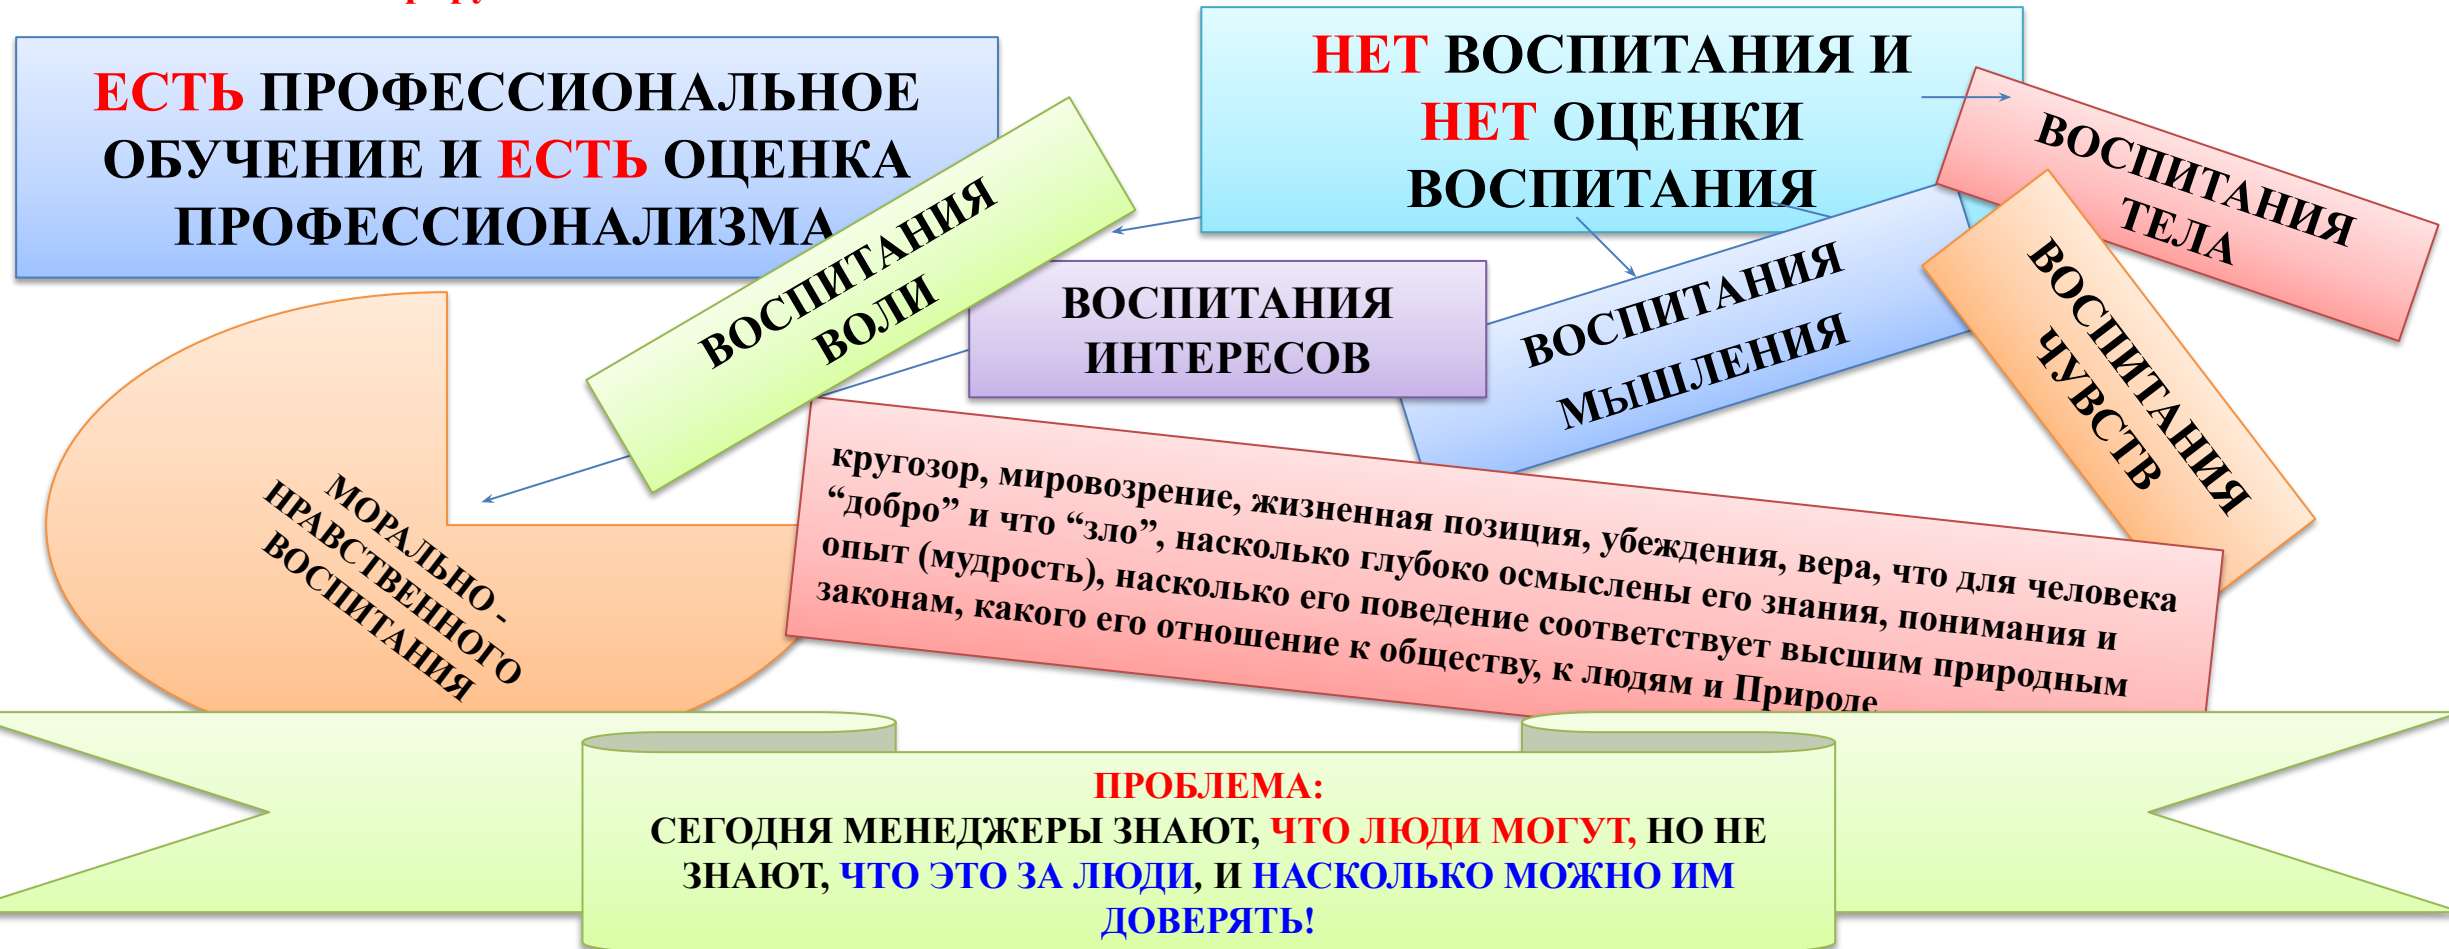 ЕСТЬ ПРОФЕССИОНАЛЬНОЕ
ОБУЧЕНИЕ И ЕСТЬ ОЦЕНКА
ПРОФЕССИОНАЛИЗМА
НЕТ ВОСПИТАНИЯ И
НЕТ ОЦЕНКИ
ВОСПИТАНИЯ
ВОСПИТАНИЯ
ТЕЛА
ВОСПИТАНИЯ
ВОЛИ
ВОСПИТАНИЯ
ИНТЕРЕСОВ
ВОСПИТАНИЯ
МЫШЛЕНИЯ
ВОСПИТАНИЯ
ЧУВСТВ
МОРАЛЬНО -
НРАВСТВЕННОГО
ВОСПИТАНИЯ
кругозор, мировозрение, жизненная позиция, убеждения, вера, что для человека
“добро” и что “зло”, насколько глубоко осмыслены его знания, понимания и
опыт (мудрость), насколько его поведение соответствует высшим природным
законам, какого его отношение к обществу, к людям и Природе
ПРОБЛЕМА:
СЕГОДНЯ МЕНЕДЖЕРЫ ЗНАЮТ, ЧТО ЛЮДИ МОГУТ, НО НЕ
ЗНАЮТ, ЧТО ЭТО ЗА ЛЮДИ, И НАСКОЛЬКО МОЖНО ИМ
ДОВЕРЯТЬ!